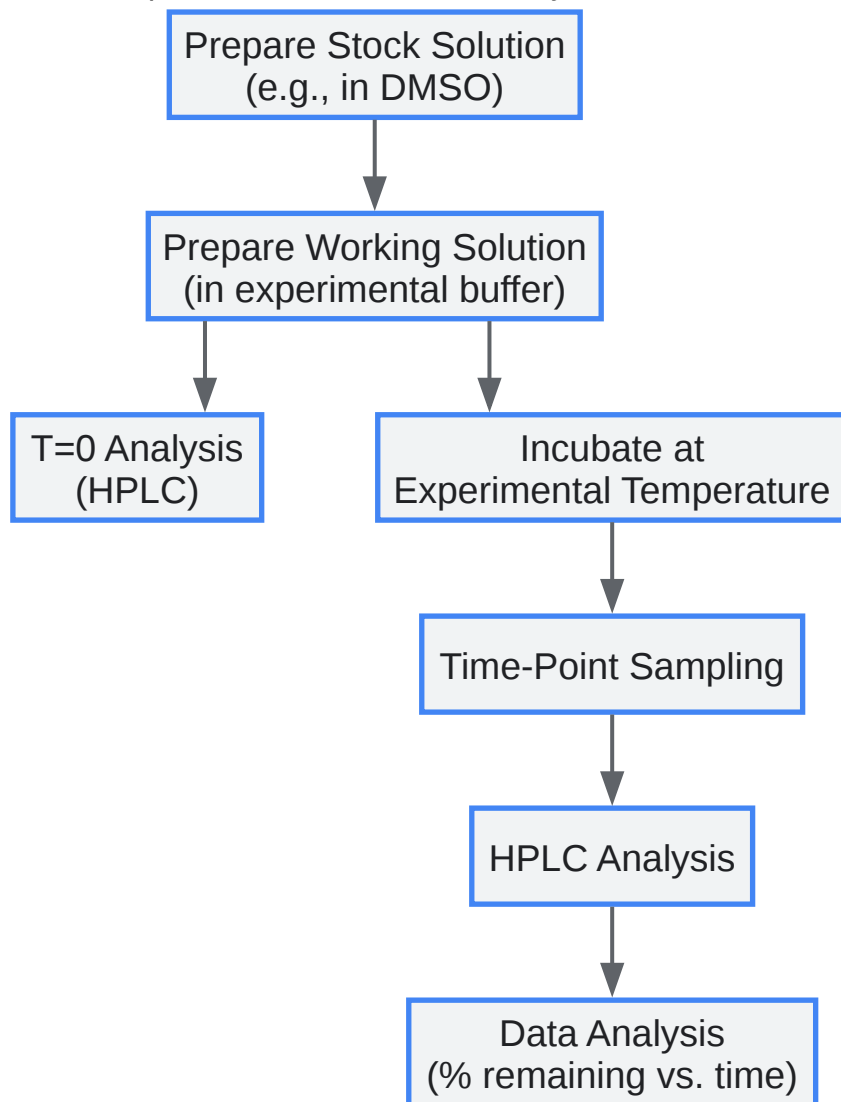 Prepare Stock Solution
(e.g., in DMSO)
Prepare Working Solution
(in experimental buffer)
T=0 Analysis
(HPLC)
Incubate at
Experimental Temperature
Time-Point Sampling
HPLC Analysis
Data Analysis
(% remaining vs. time)